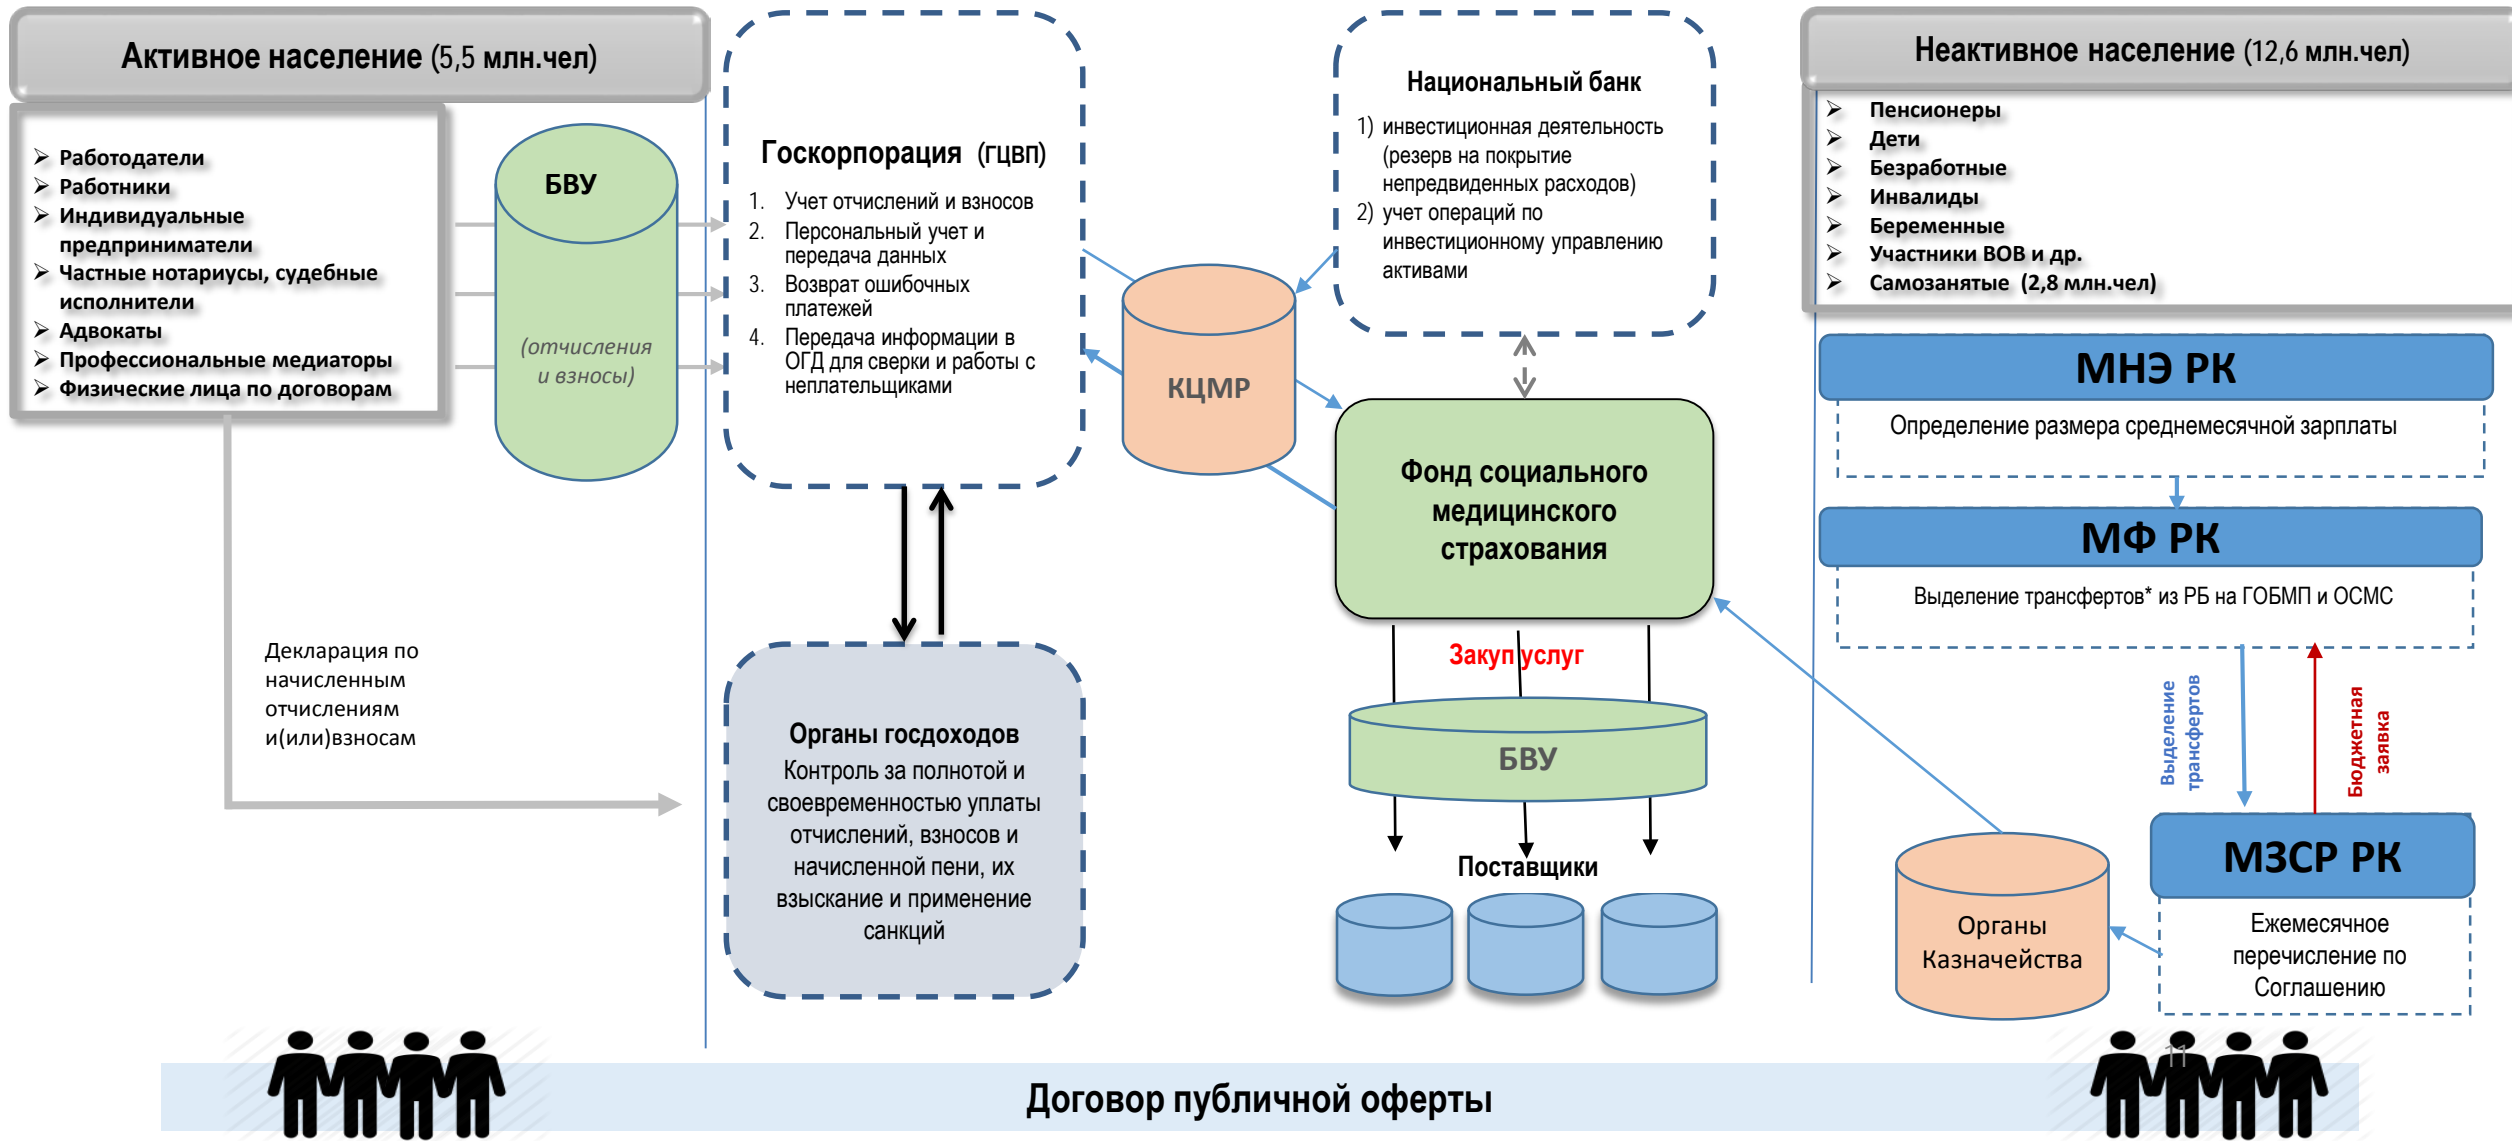 Активное население (5,5 млн.чел)
➢ Работодатели
➢ Работники
➢ Индивидуальные
предприниматели
➢ Частные нотариусы, судебные
исполнители
➢ Адвокаты
➢ Профессиональные медиаторы
➢ Физические лица по договорам
БВУ
(отчисления
и взносы)
Декларация по
начисленным
отчислениям
и(или)взносам
Госкорпорация (ГЦВП)
1. Учет отчислений и взносов
2. Персональный учет и
передача данных
3. Возврат ошибочных
платежей
4. Передача информации в
ОГД для сверки и работы с
неплательщиками
Органы госдоходов
Контроль за полнотой и
своевременностью уплаты
отчислений, взносов и
начисленной пени, их
взыскание и применение
санкций
КЦМР
Национальный банк
1) инвестиционная деятельность
(резерв на покрытие
непредвиденных расходов)
2) учет операций по
инвестиционному управлению
активами
Фонд социального
медицинского
страхования
Закуп услуг
БВУ
Поставщики
Неактивное население (12,6 млн.чел)
➢ Пенсионеры
➢ Дети
➢ Безработные
➢ Инвалиды
➢ Беременные
➢ Участники ВОВ и др.
➢ Самозанятые (2,8 млн.чел)
МНЭ РК
Определение размера среднемесячной зарплаты
МФ РК
Выделение трансфертов* из РБ на ГОБМП и ОСМС
Выделение
трансфертов
Бюджетная
заявка
МЗСР РК
Ежемесячное
перечисление по
Соглашению
Органы
Казначейства
11
Договор публичной оферты